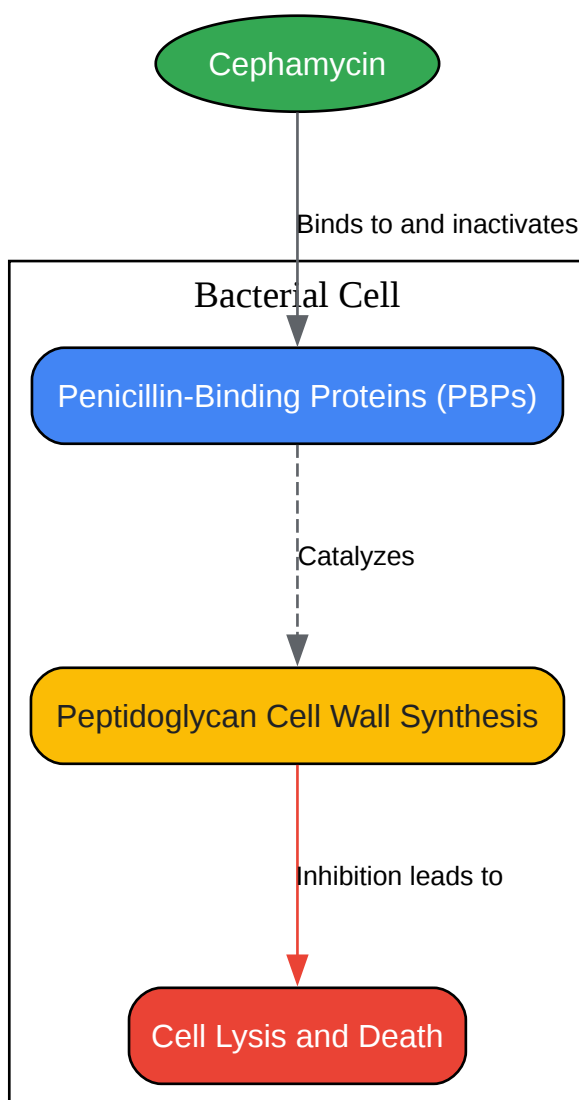 Cephamycin
Binds to and inactivates
Bacterial Cell
Penicillin-Binding Proteins (PBPs)
Catalyzes
Peptidoglycan Cell Wall Synthesis
Inhibition leads to
Cell Lysis and Death